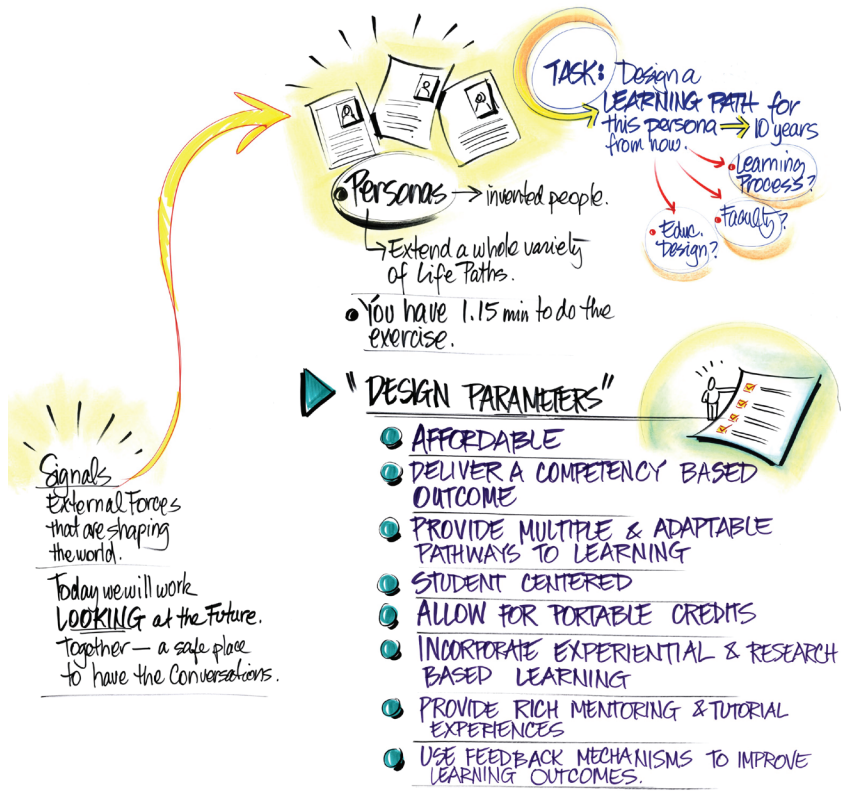 TASK: Design a
LEARNING PATH for
this persona ⇒ 10 years
from now.
Learning
Process?
Faculty?
Educ.
Design?
Personas → invented people.
Extend a whole variety
of Life Paths.
You have 1.15 min to do the
exercise.
"DESIGN PARAMETERS"
AFFORDABLE
DELIVER A COMPETENCY BASED
OUTCOME
PROVIDE MULTIPLE & ADAPTABLE
PATHWAYS TO LEARNING
STUDENT CENTERED
ALLOW FOR PORTABLE CREDITS
INCORPORATE EXPERIENTIAL & RESEARCH
BASED LEARNING
PROVIDE RICH MENTORING & TUTORIAL
EXPERIENCES
USE FEEDBACK MECHANISMS TO IMPROVE
LEARNING OUTCOMES.
Signals
External Forces
that are shaping
the world.
Today we will work
LOOKING at the Future.
Together — a safe place
to have the Conversations.